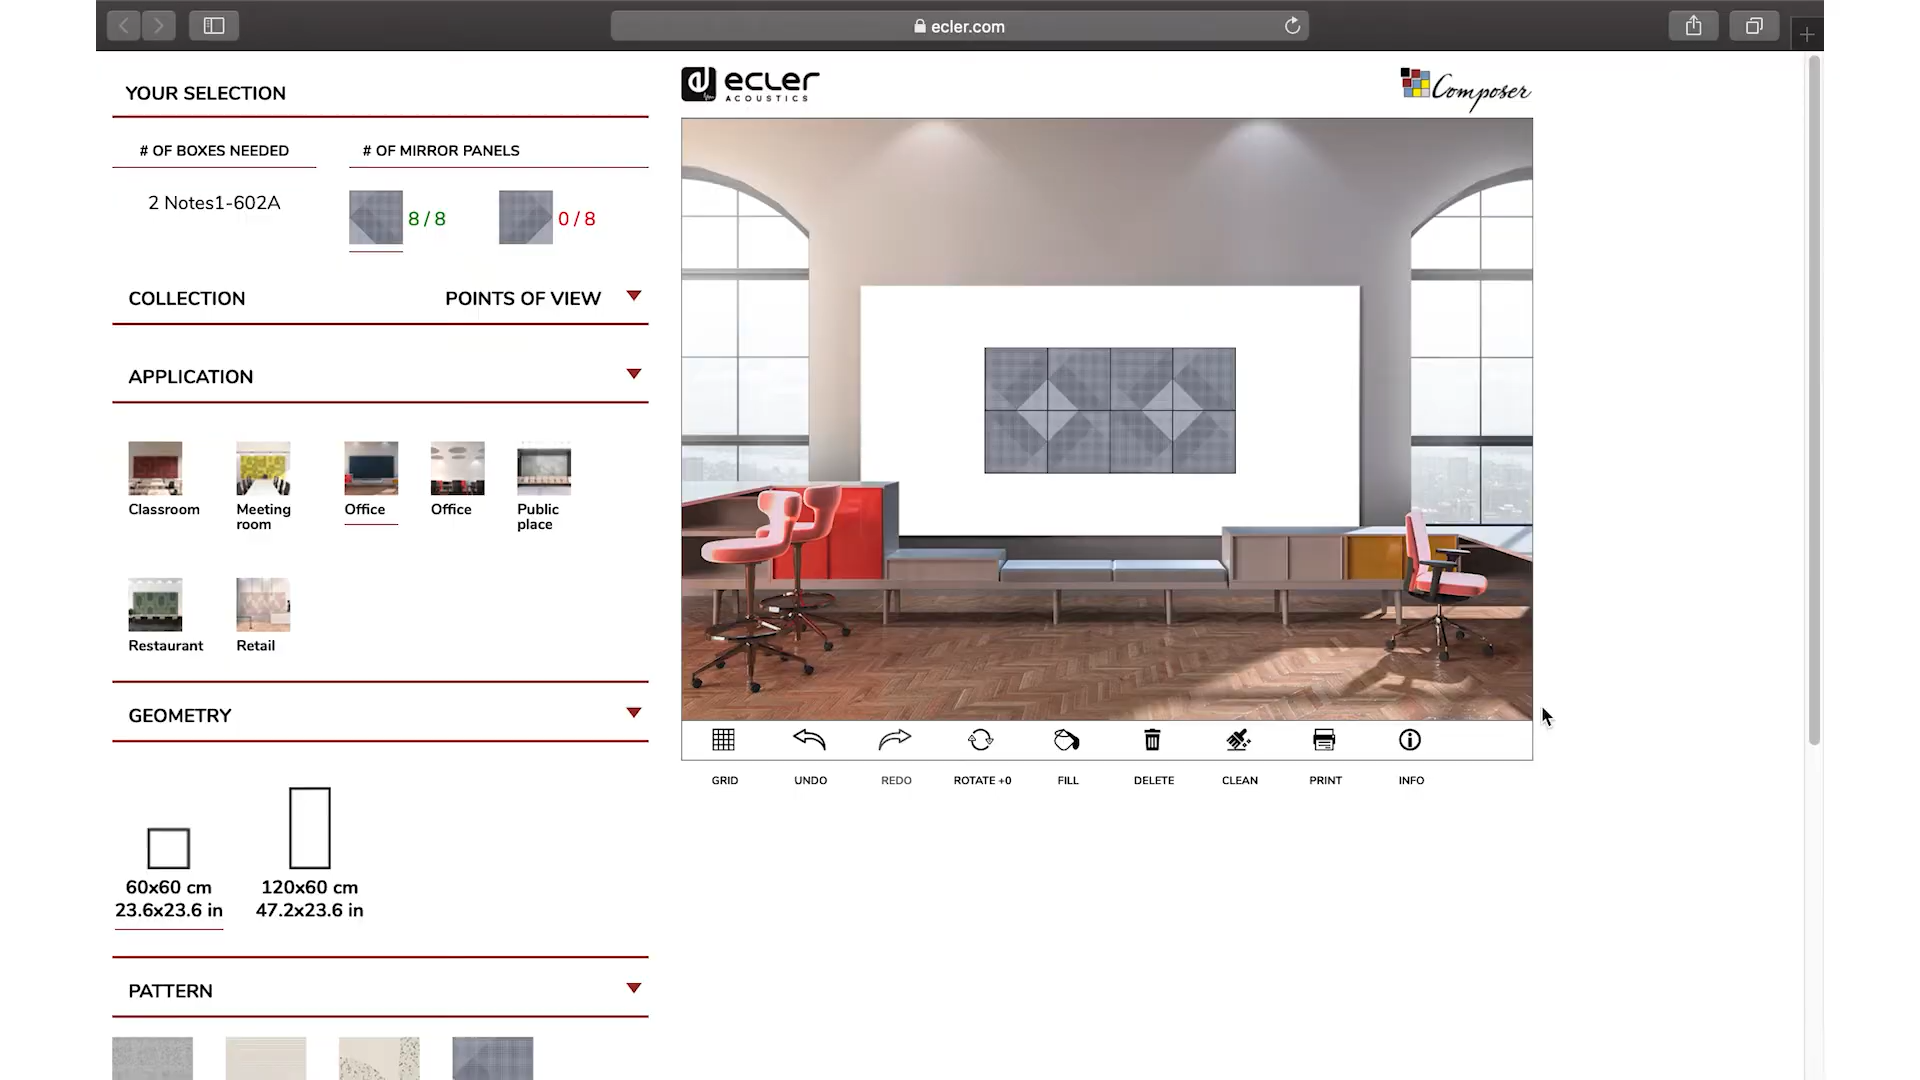 ecler.com
YOUR SELECTION
# OF BOXES NEEDED
# OF MIRROR PANELS
2 Notes1-602A
8 / 8
0 / 8
COLLECTION
POINTS OF VIEW
APPLICATION
Classroom
Meeting
room
Office
Office
Public
place
Restaurant
Retail
GEOMETRY
60x60 cm
23.6x23.6 in
120x60 cm
47.2x23.6 in
PATTERN
ecler
ACOUSTICS
Composer
GRID
UNDO
REDO
ROTATE +0
FILL
DELETE
CLEAN
PRINT
INFO